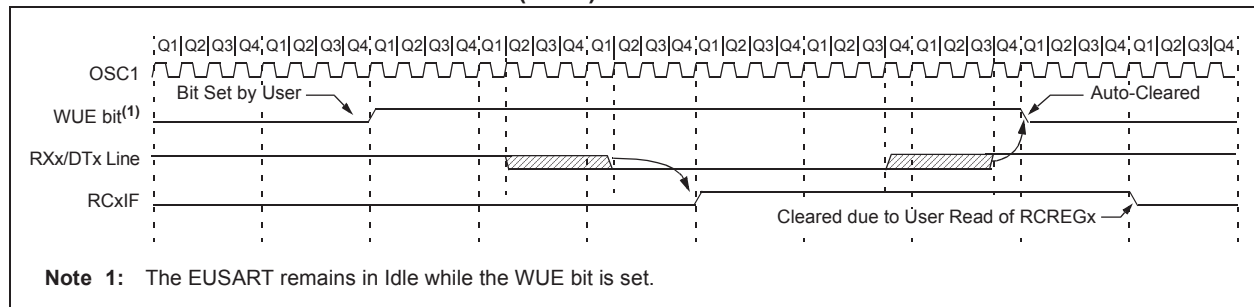 Q1 Q2 Q3 Q4 Q1 Q2 Q3 Q4 Q1 Q2 Q3 Q4 Q1 Q2 Q3 Q4 Q1 Q2 Q3 Q4 Q1 Q2 Q3 Q4 Q1 Q2 Q3 Q4 Q1 Q2 Q3 Q4 Q1 Q2 Q3 Q4 Q1 Q2 Q3 Q4
OSC1
Bit Set by User
Auto-Cleared
WUE bit(1)
RXx/DTx Line
RCxIF
Cleared due to User Read of RCREGx
Note 1: The EUSART remains in Idle while the WUE bit is set.